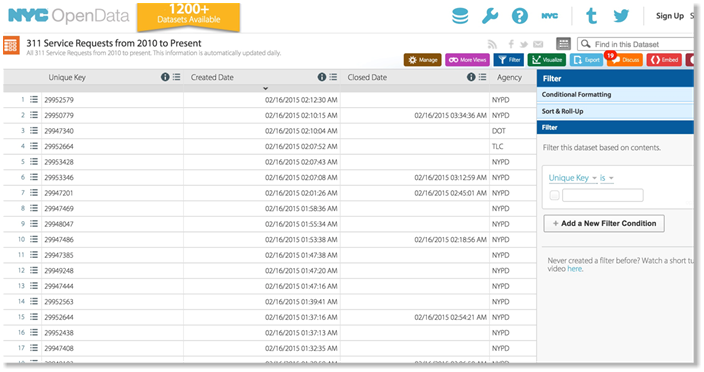 NYC OpenData
1200+
Datasets Available
NYC
Sign Up
311 Service Requests from 2010 to Present
All 311 Service Requests from 2010 to present. This information is automatically updated daily.
Find in this Dataset
Manage More Views Filter Visualize Export 19 Discuss Embed
Unique Key Created Date Closed Date Agency
1 29952579 02/16/2015 02:12:30 AM NYPD
2 29950779 02/16/2015 02:10:15 AM 02/16/2015 03:34:36 AM NYPD
3 29947340 02/16/2015 02:10:04 AM DOT
4 29952664 02/16/2015 02:07:52 AM TLC
5 29953428 02/16/2015 02:07:43 AM NYPD
6 29953346 02/16/2015 02:07:08 AM 02/16/2015 03:12:59 AM NYPD
7 29947201 02/16/2015 02:01:26 AM 02/16/2015 02:45:01 AM NYPD
8 29947469 02/16/2015 01:58:36 AM NYPD
9 29948047 02/16/2015 01:55:34 AM NYPD
10 29947486 02/16/2015 01:53:38 AM 02/16/2015 02:18:56 AM NYPD
11 29947385 02/16/2015 01:47:38 AM NYPD
12 29949248 02/16/2015 01:47:20 AM NYPD
13 29947444 02/16/2015 01:47:16 AM NYPD
14 29952563 02/16/2015 01:39:41 AM NYPD
15 29952644 02/16/2015 01:37:16 AM 02/16/2015 02:54:21 AM NYPD
16 29952438 02/16/2015 01:37:13 AM NYPD
17 29947408 02/16/2015 01:32:35 AM NYPD
Filter
Conditional Formatting
Sort & Roll-Up
Filter
Filter this dataset based on contents.
Unique Key is
+ Add a New Filter Condition
Never created a filter before? Watch a short
video here.